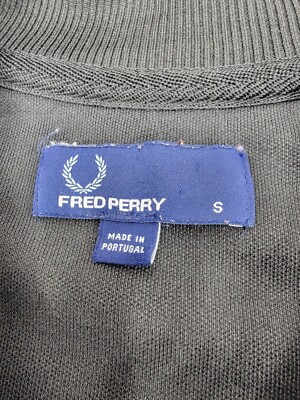 FRED PERRY
S
MADE IN
PORTUGAL